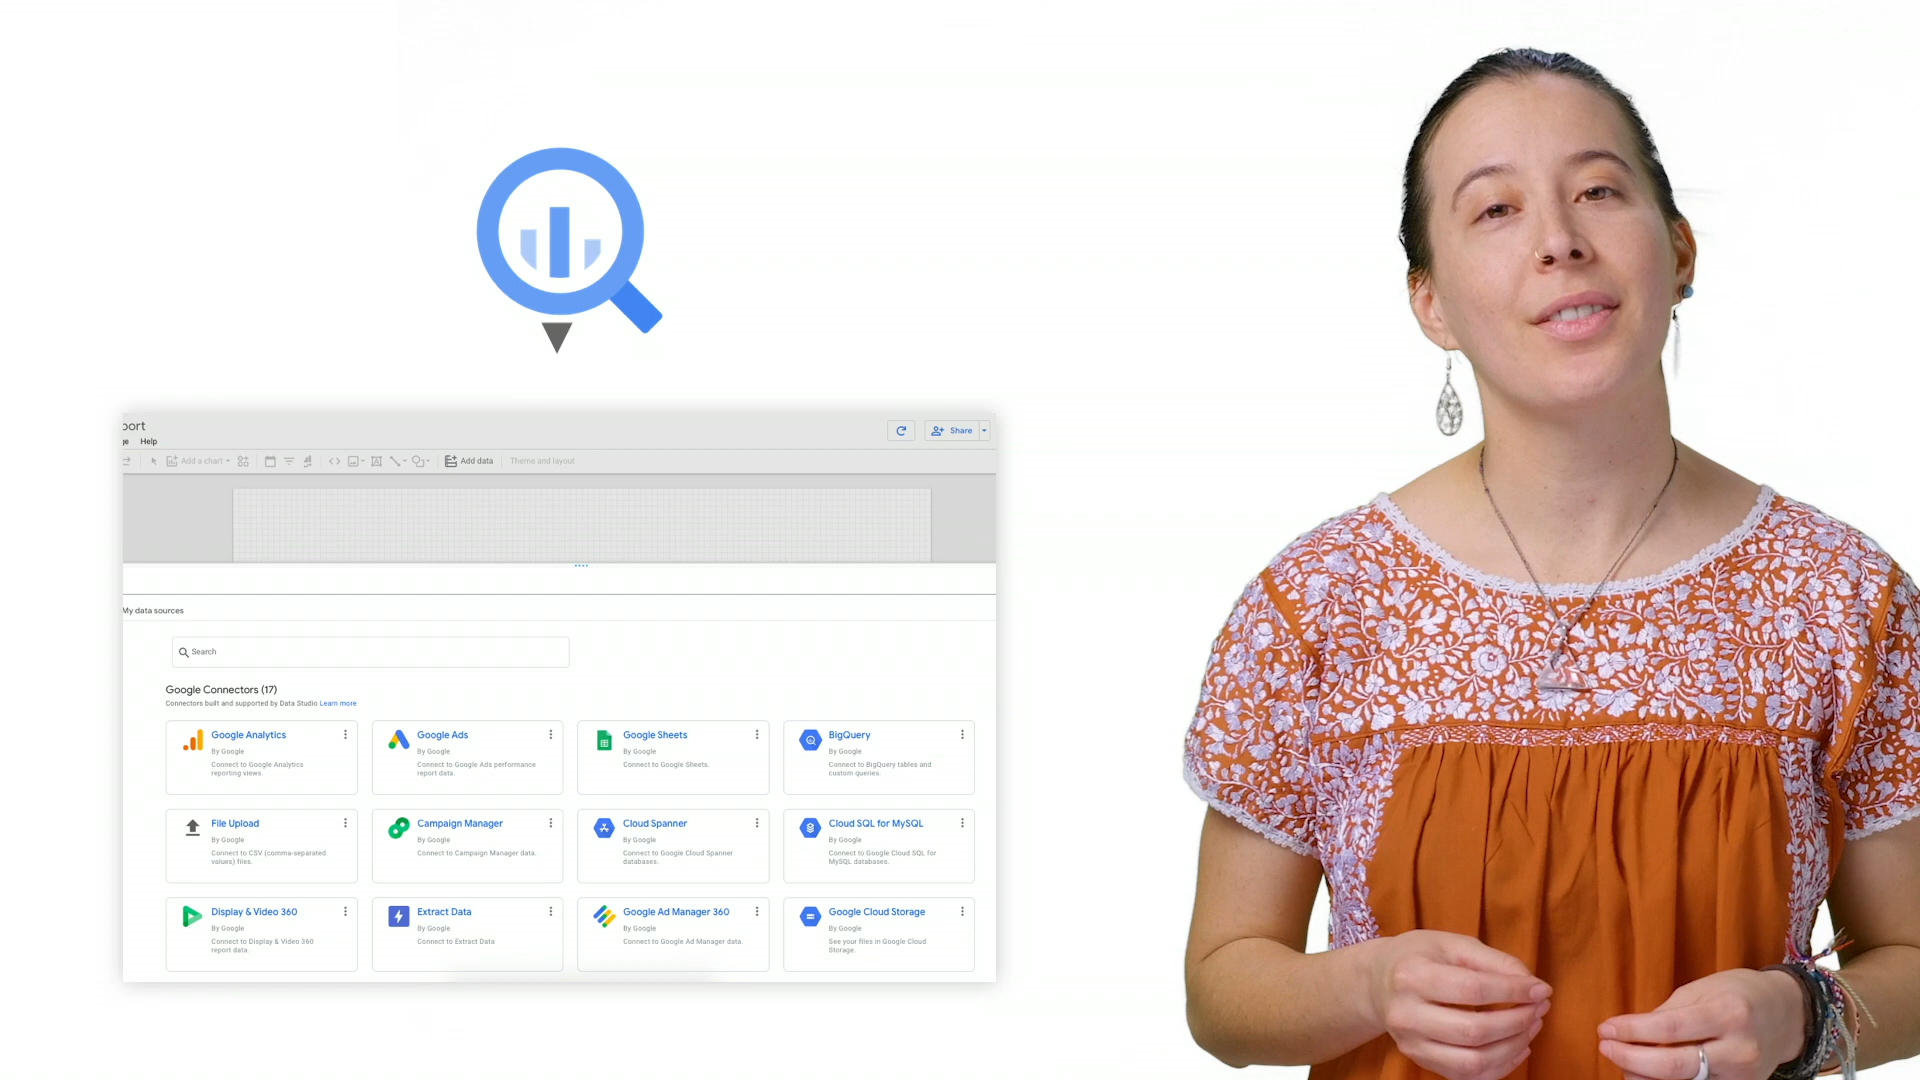 port
ge Help
Share
Add a chart
Add data
Theme and layout
My data sources
Search
Google Connectors (17)
Connectors built and supported by Data Studio Learn more
Google Analytics
By Google
Connect to Google Analytics
reporting views.
Google Ads
By Google
Connect to Google Ads performance
report data.
Google Sheets
By Google
Connect to Google Sheets.
BigQuery
By Google
Connect to BigQuery tables and
custom queries.
File Upload
By Google
Connect to CSV (comma-separated
values) files.
Campaign Manager
By Google
Connect to Campaign Manager data.
Cloud Spanner
By Google
Connect to Google Cloud Spanner
databases.
Cloud SQL for MySQL
By Google
Connect to Google Cloud SQL for
MySQL databases.
Display & Video 360
By Google
Connect to Display & Video 360
report data.
Extract Data
By Google
Connect to Extract Data
Google Ad Manager 360
By Google
Connect to Google Ad Manager data.
Google Cloud Storage
By Google
See your files in Google Cloud
Storage.